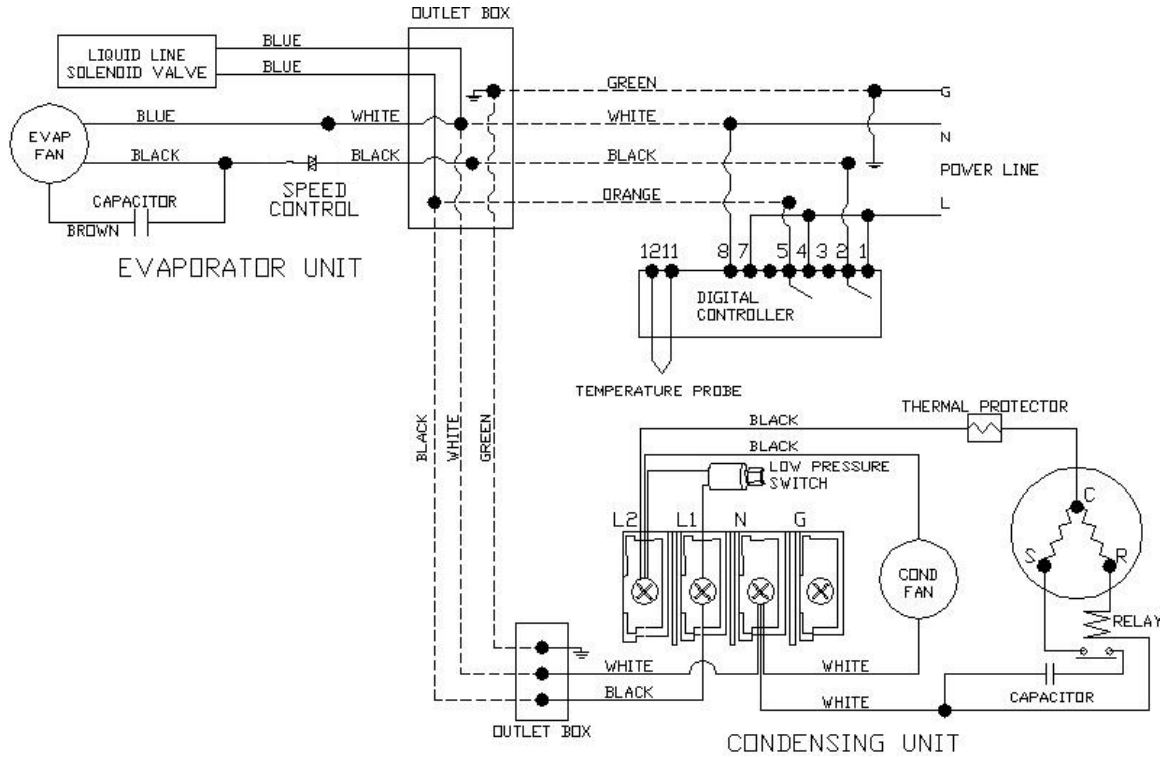 OUTLET BOX
BLUE
LIQUID LINE
SOLENOID VALVE
BLUE
GREEN
G
EVAP
FAN
BLUE
WHITE
WHITE
N
BLACK
BLACK
BLACK
POWER LINE
SPEED
CONTROL
CAPACITOR
BROWN
ORANGE
L
EVAPORATOR UNIT
12 11 8 7 5 4 3 2 1
DIGITAL
CONTROLLER
TEMPERATURE PROBE
BLACK
WHITE
GREEN
THERMAL PROTECTOR
BLACK
BLACK
LOW PRESSURE
SWITCH
L2 L1 N G
C
S
R
COND
FAN
RELAY
WHITE
WHITE
BLACK
WHITE
CAPACITOR
OUTLET BOX
CONDENSING UNIT